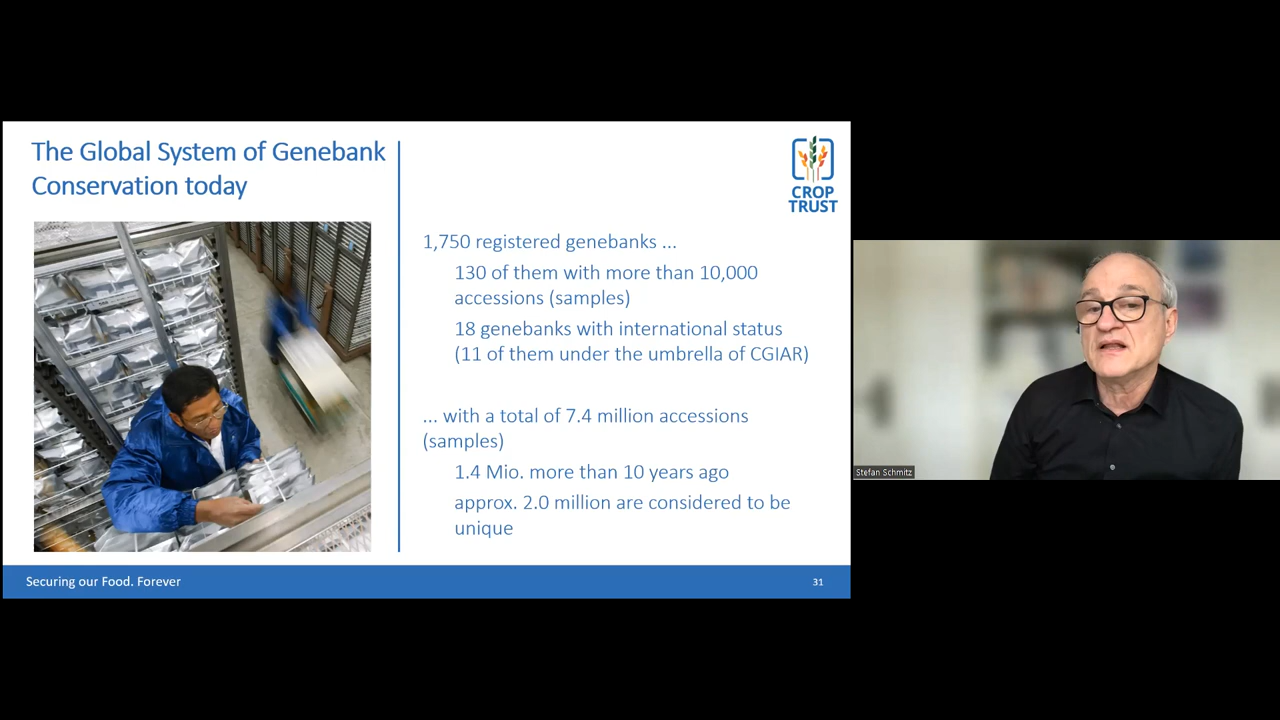 The Global System of Genebank
Conservation today
CROP
TRUST
1,750 registered genebanks ...
130 of them with more than 10,000
accessions (samples)
18 genebanks with international status
(11 of them under the umbrella of CGIAR)
... with a total of 7.4 million accessions
(samples)
1.4 Mio. more than 10 years ago
approx. 2.0 million are considered to be
unique
Securing our Food. Forever
31
Stefan Schmitz